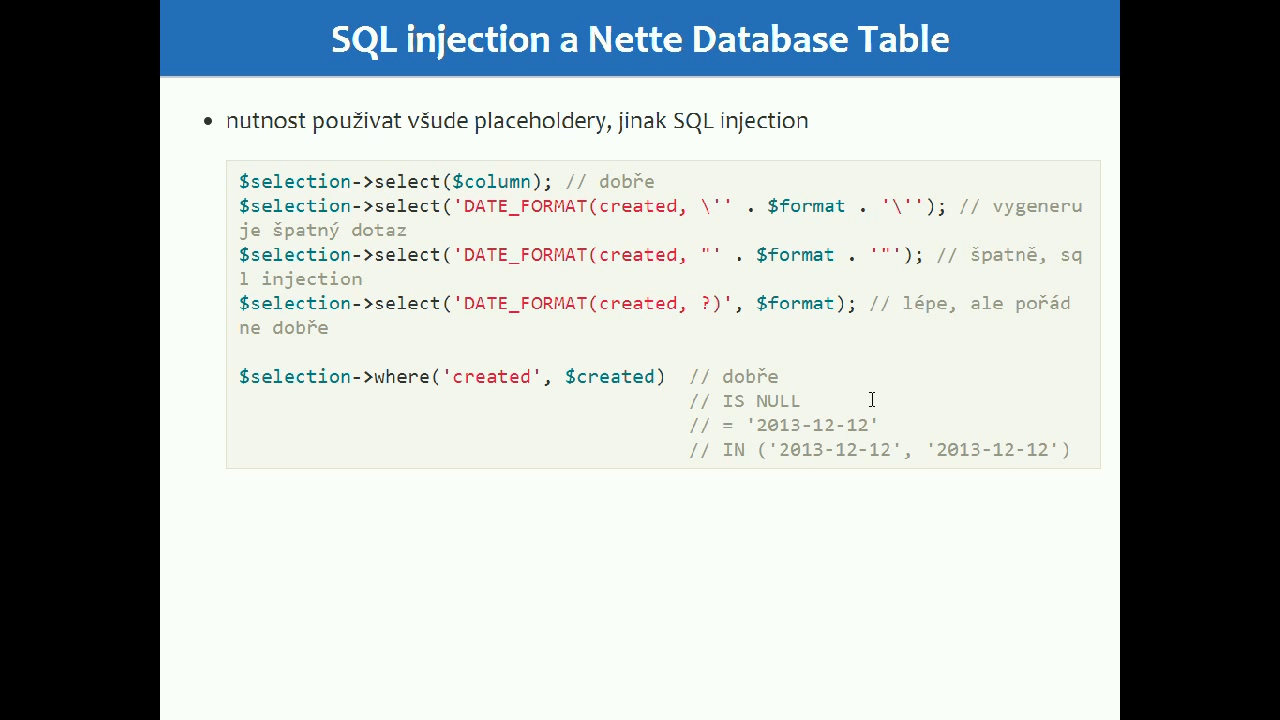 SQL injection a Nette Database Table
• nutnost používat všude placeholdery, jinak SQL injection
$selection->select($column); // dobře
$selection->select('DATE_FORMAT(created, \'' . $format . '\''); // vygeneru
je špatný dotaz
$selection->select('DATE_FORMAT(created, "' . $format . '"'); // špatně, sq
l injection
$selection->select('DATE_FORMAT(created, ?)', $format); // lépe, ale pořád
ne dobře
$selection->where('created', $created) // dobře
// IS NULL
// = '2013-12-12'
// IN ('2013-12-12', '2013-12-12')